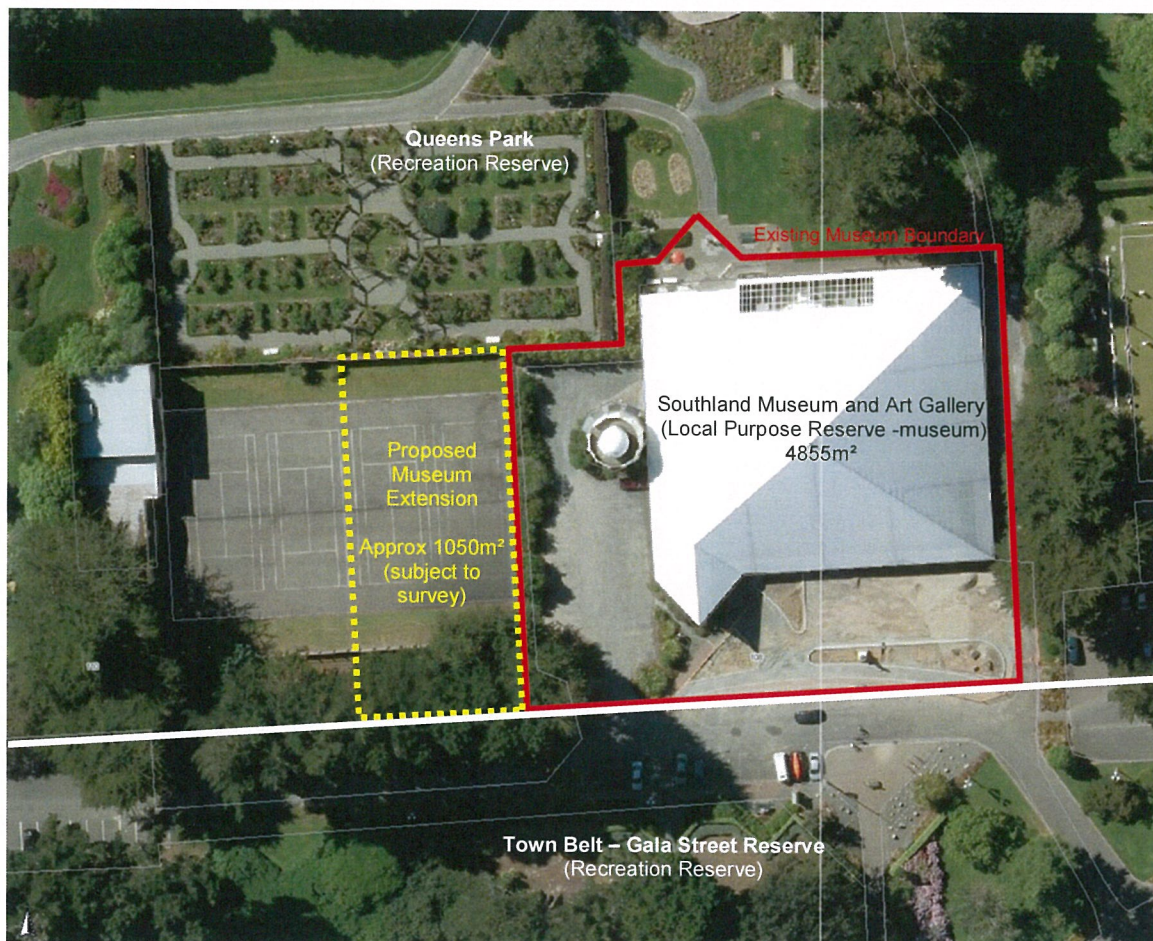 Queens Park
(Recreation Reserve)
Existing Museum Boundary
Southland Museum and Art Gallery
(Local Purpose Reserve -museum)
4855m²
Proposed
Museum
Extension
Approx 1050m²
(subject to
survey)
Town Belt – Gala Street Reserve
(Recreation Reserve)